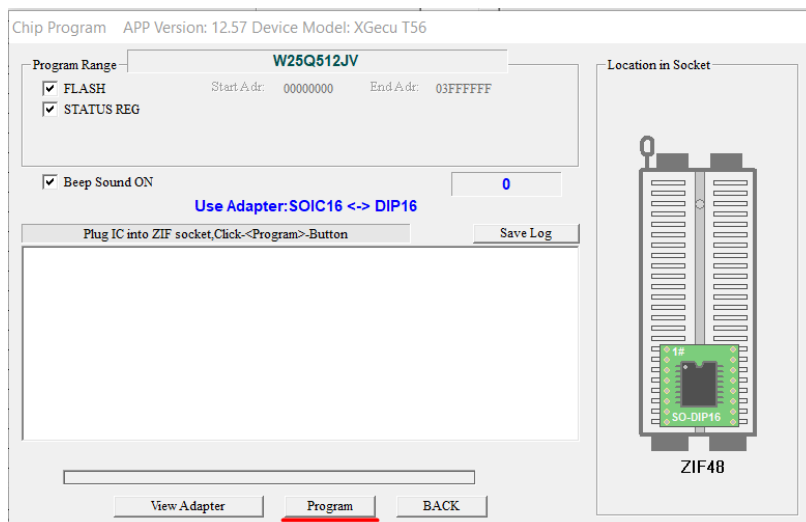 Chip Program APP Version: 12.57 Device Model: XGecu T56
Program Range
W25Q512JV
Location in Socket
FLASH
Start Adr: 00000000 End Adr: 03FFFFFF
STATUS REG
Beep Sound ON
0
Use Adapter:SOIC16 <-> DIP16
Plug IC into ZIF socket,Click-<Program>-Button
Save Log
1#
SO-DIP16
ZIF48
View Adapter
Program
BACK